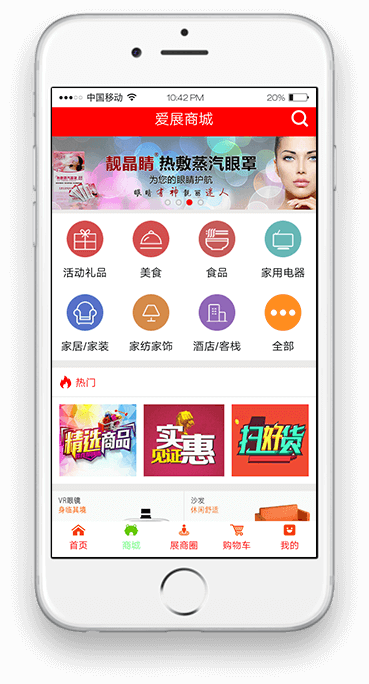 中国移动 10:42 PM 20%
爱展商城
靓晶睛®热敷蒸汽眼罩
为您的眼睛护航
眼睛有神靓丽迷人
活动礼品 美食 食品 家用电器
家居/家装 家纺家饰 酒店/客栈 全部
热门
精选商品 实惠见证 扫好货
VR眼镜 沙发
身临其境 休闲舒适
首页 商城 展商圈 购物车 我的